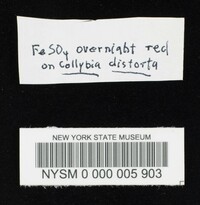 FeSO4 overnight red
on Collybia distorta
NEW YORK STATE MUSEUM
NYSM 0 000 005 903